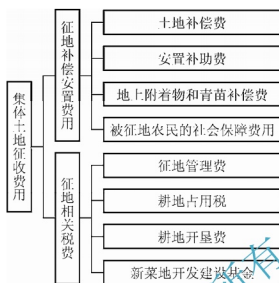 集体土地征收费用
征地补偿安置费用
土地补偿费
安置补助费
地上附着物和青苗补偿费
被征地农民的社会保障费用
征地相关税费
征地管理费
耕地占用税
耕地开垦费
新菜地开发建设基金
所有